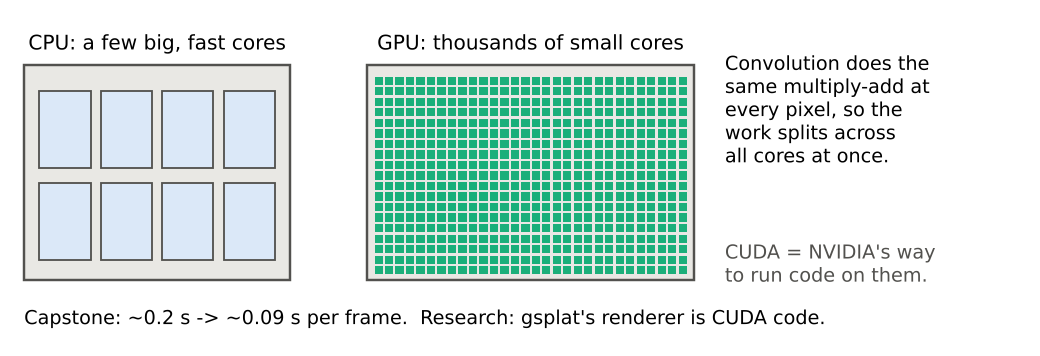 CPU: a few big, fast cores
GPU: thousands of small cores
Convolution does the
same multiply-add at
every pixel, so the
work splits across
all cores at once.
CUDA = NVIDIA's way
to run code on them.
Capstone: ~0.2 s -> ~0.09 s per frame.  Research: gsplat's renderer is CUDA code.